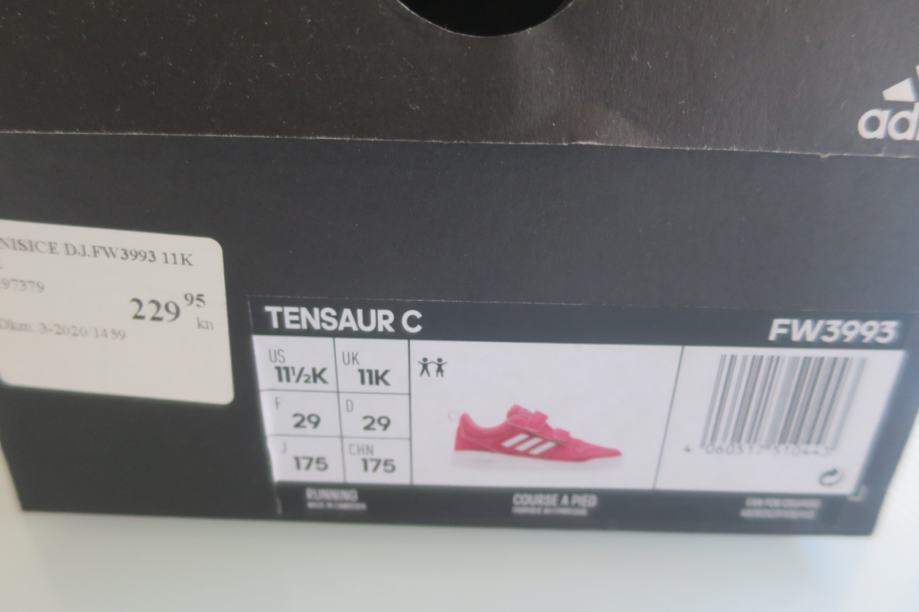 NISICE DJ.FW3993 11K
97379
229 95
kn
Dkm. 3-2020/1459
TENSAUR C
FW3993
US
11½K
UK
11K
F
29
D
29
J
175
CHN
175
RUNNING
COURSE A PIED